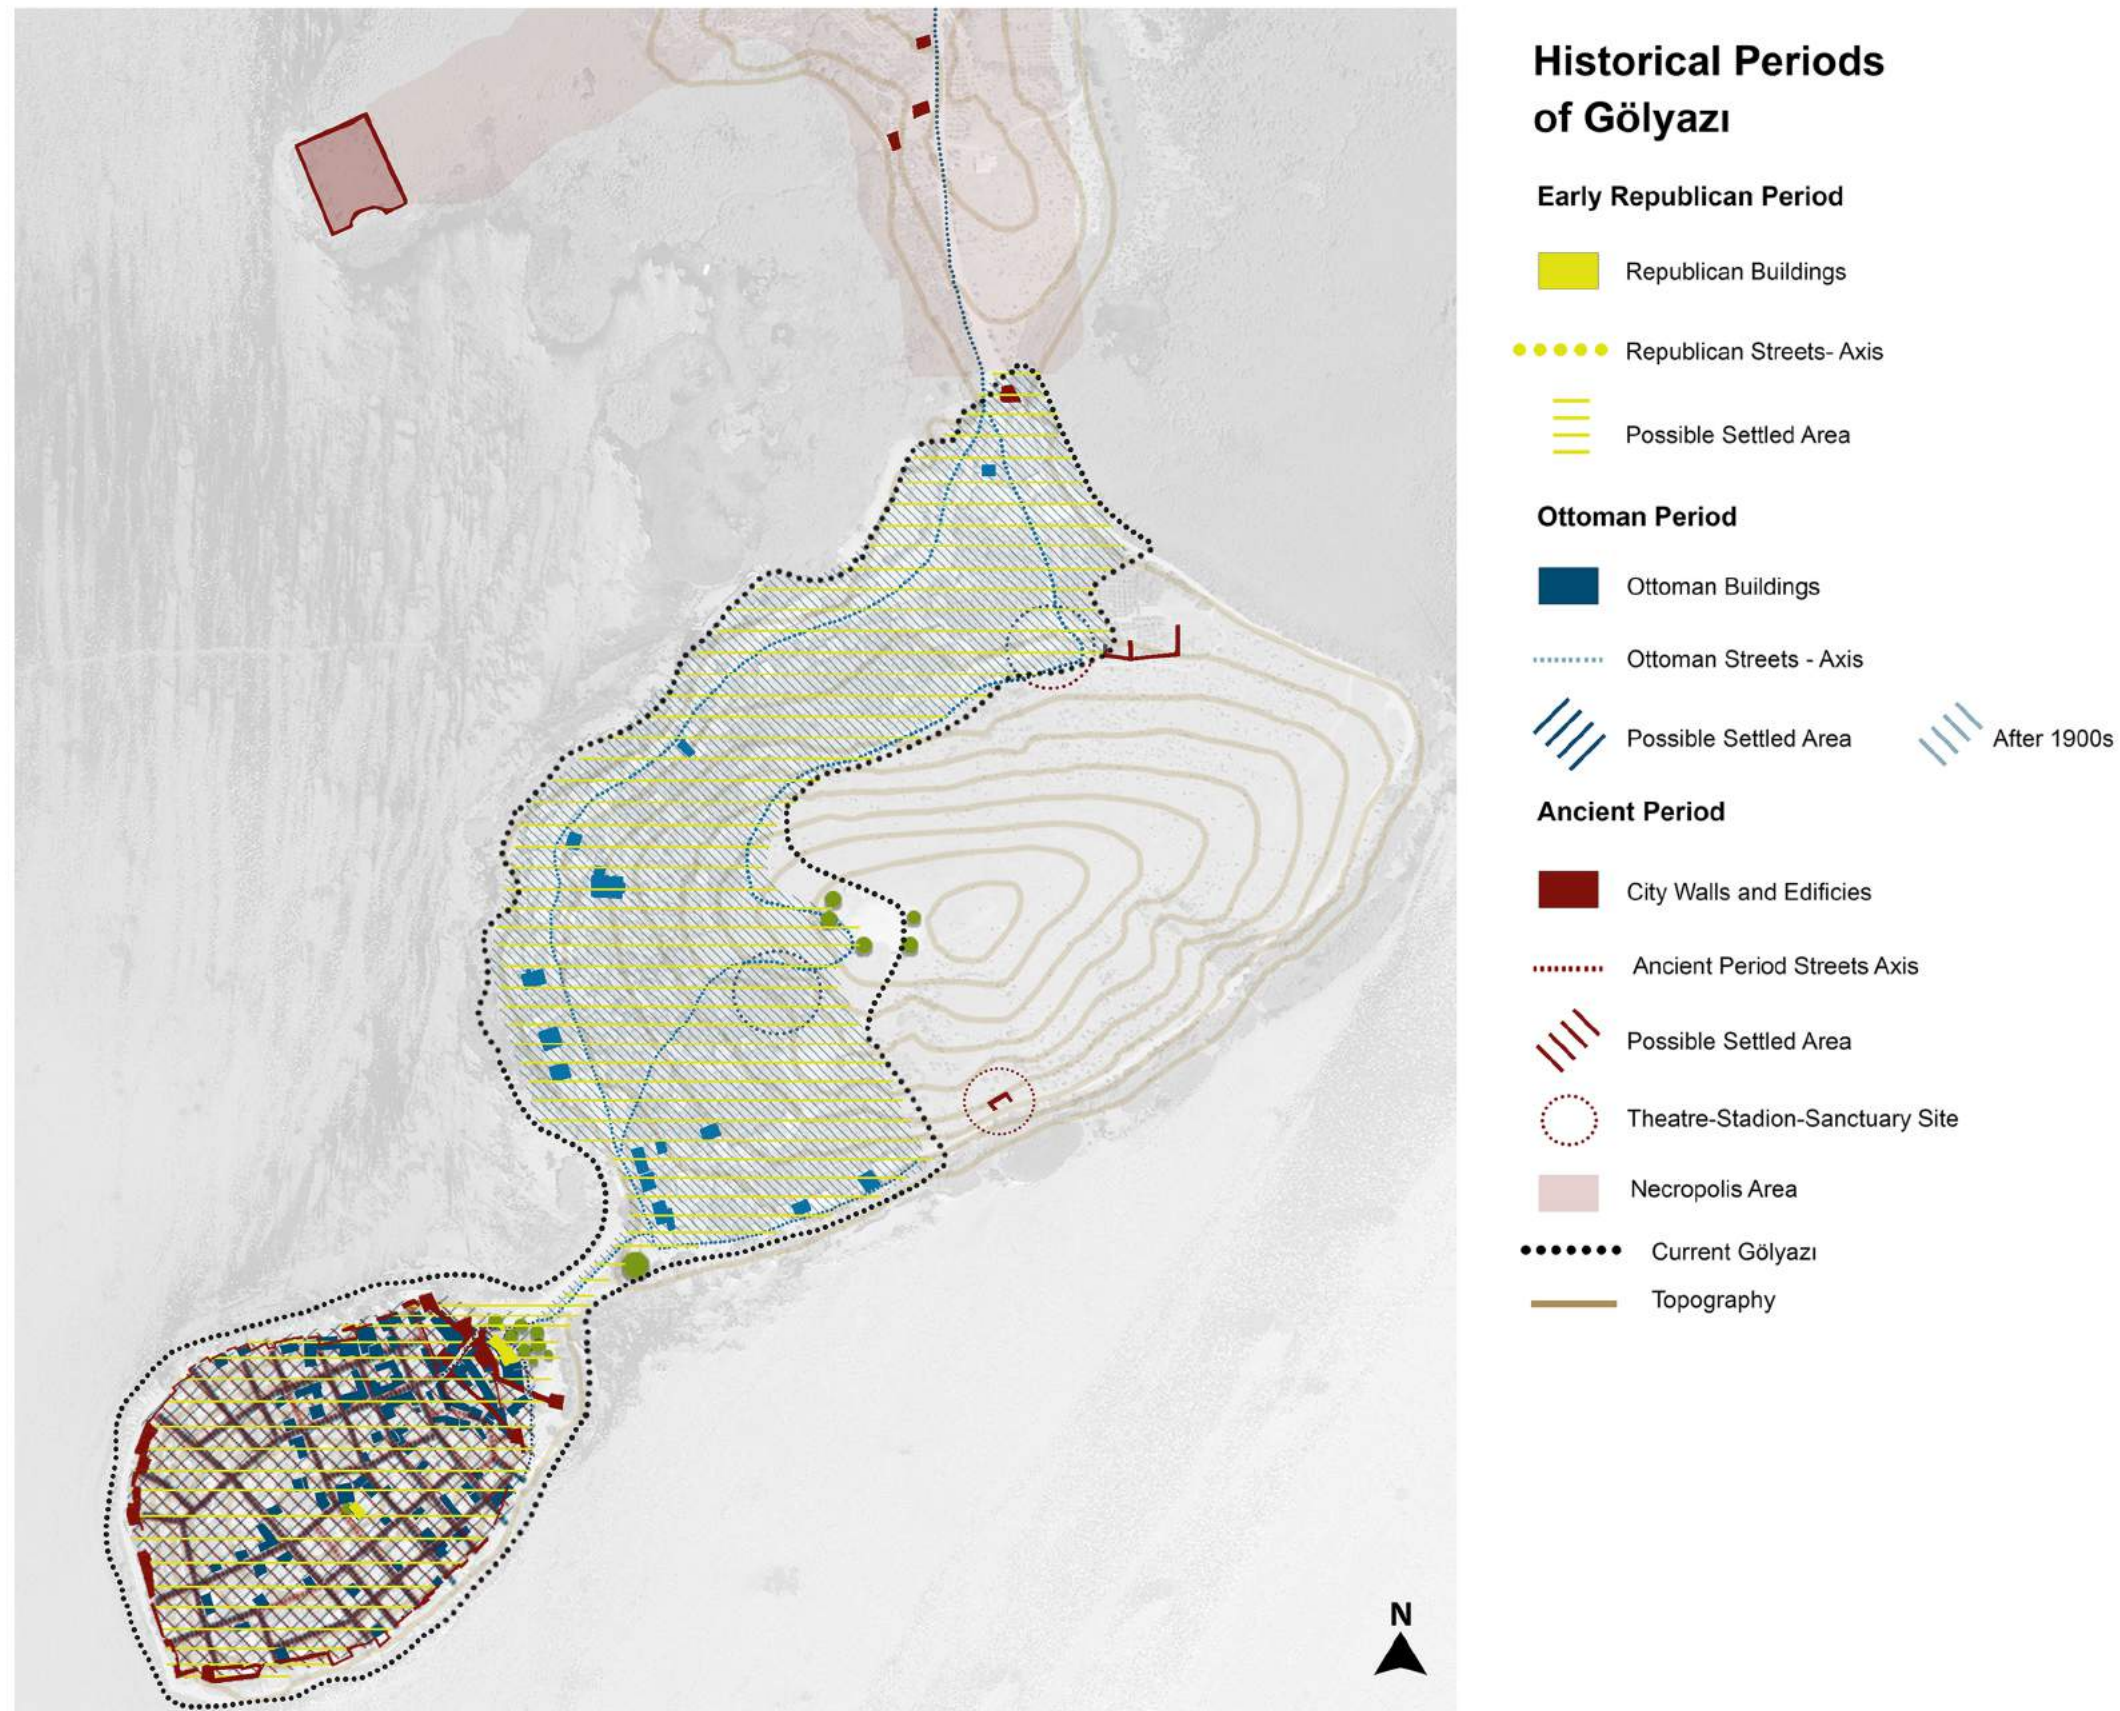 Historical Periods
of Gölyazı
Early Republican Period
Republican Buildings
Republican Streets- Axis
Possible Settled Area
Ottoman Period
Ottoman Buildings
Ottoman Streets - Axis
Possible Settled Area
After 1900s
Ancient Period
City Walls and Edificies
Ancient Period Streets Axis
Possible Settled Area
Theatre-Stadion-Sanctuary Site
Necropolis Area
Current Gölyazı
Topography
N